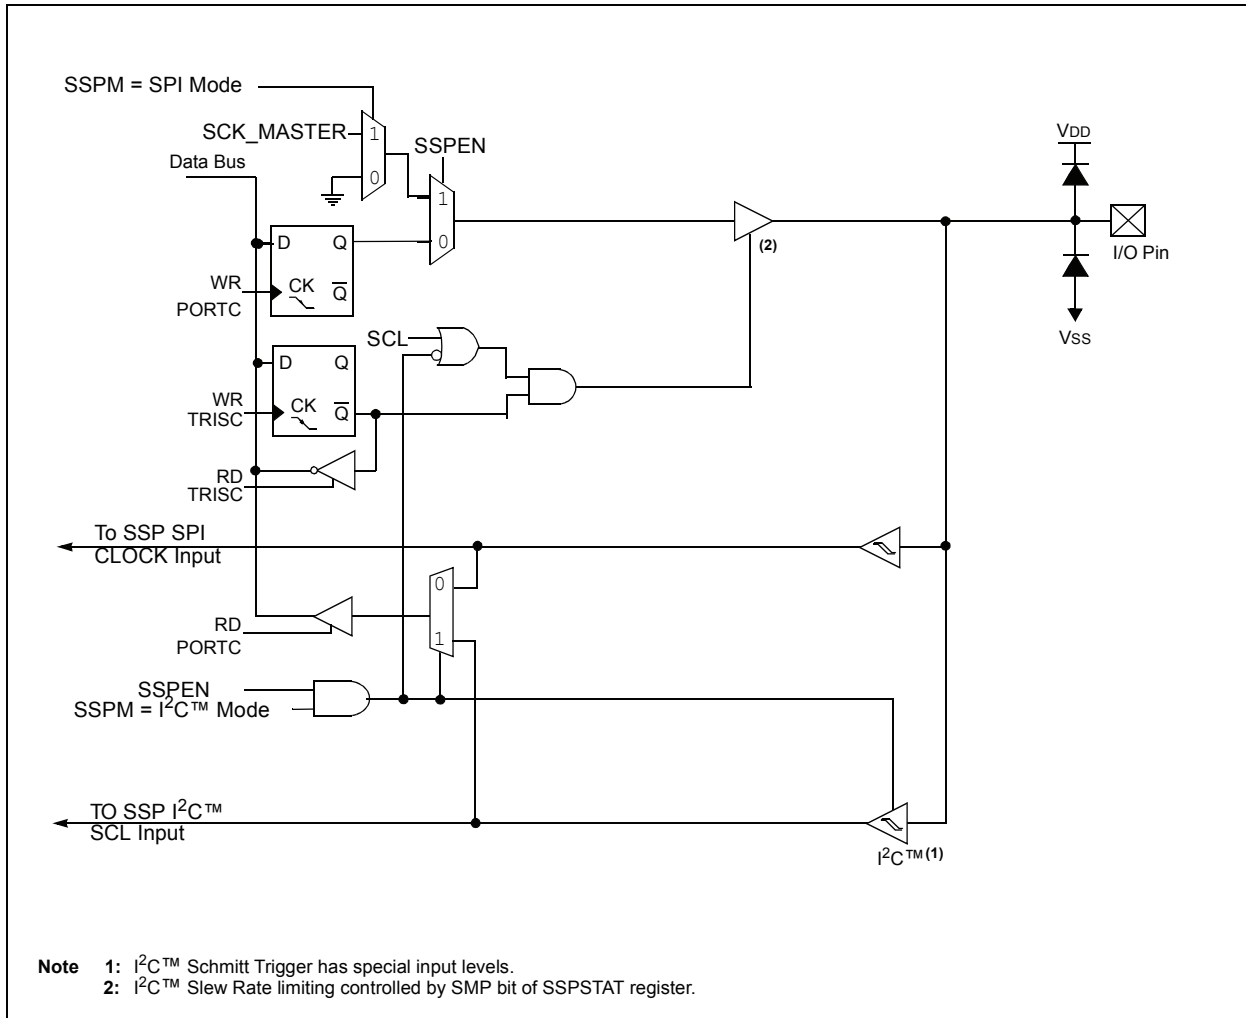 SSPM = SPI Mode
SCK_MASTER
1
0
SSPEN
Data Bus
1
0
VDD
I/O Pin
VSS
(2)
D Q
CK Q
WR
PORTC
SCL
D Q
CK Q
WR
TRISC
RD
TRISC
To SSP SPI
CLOCK Input
0
1
RD
PORTC
SSPEN
SSPM = I²C™ Mode
TO SSP I²C™
SCL Input
I²C™(1)
Note 1: I²C™ Schmitt Trigger has special input levels.
2: I²C™ Slew Rate limiting controlled by SMP bit of SSPSTAT register.